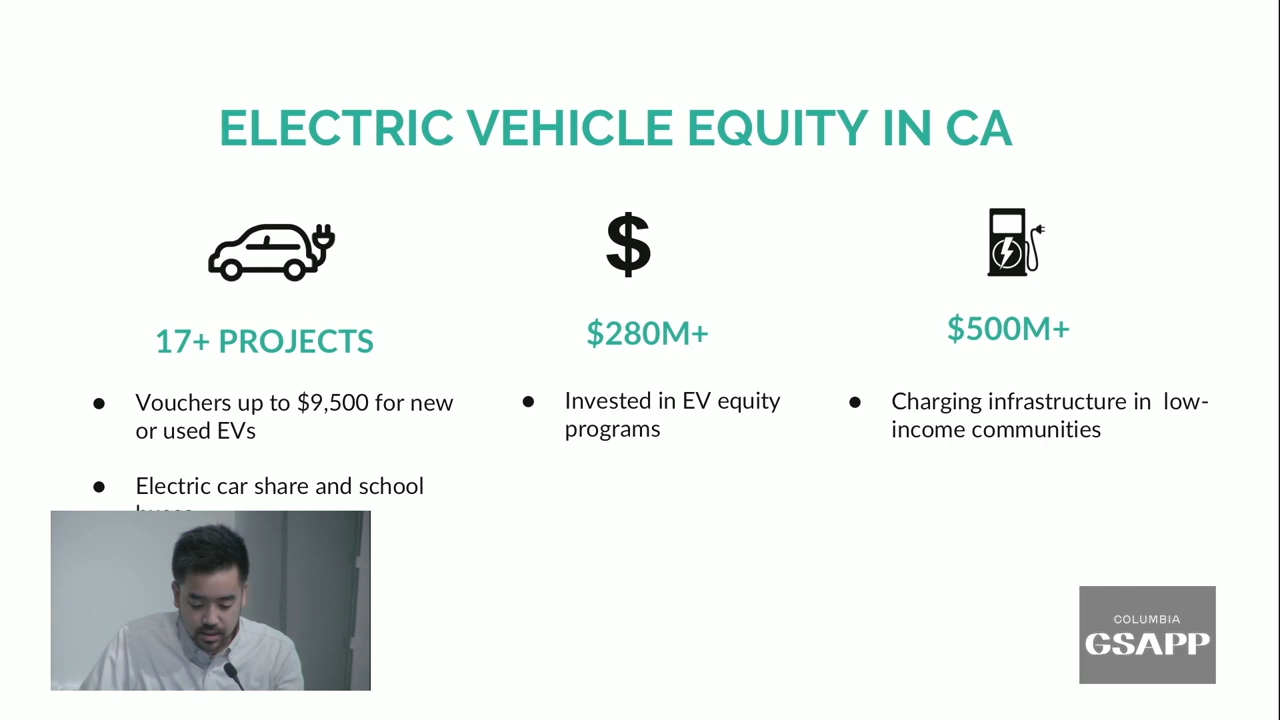 ELECTRIC VEHICLE EQUITY IN CA
$
17+ PROJECTS
Vouchers up to $9,500 for new
or used EVs
Electric car share and school
$280M+
Invested in EV equity
programs
$500M+
Charging infrastructure in low-
income communities
COLUMBIA
GSAPP